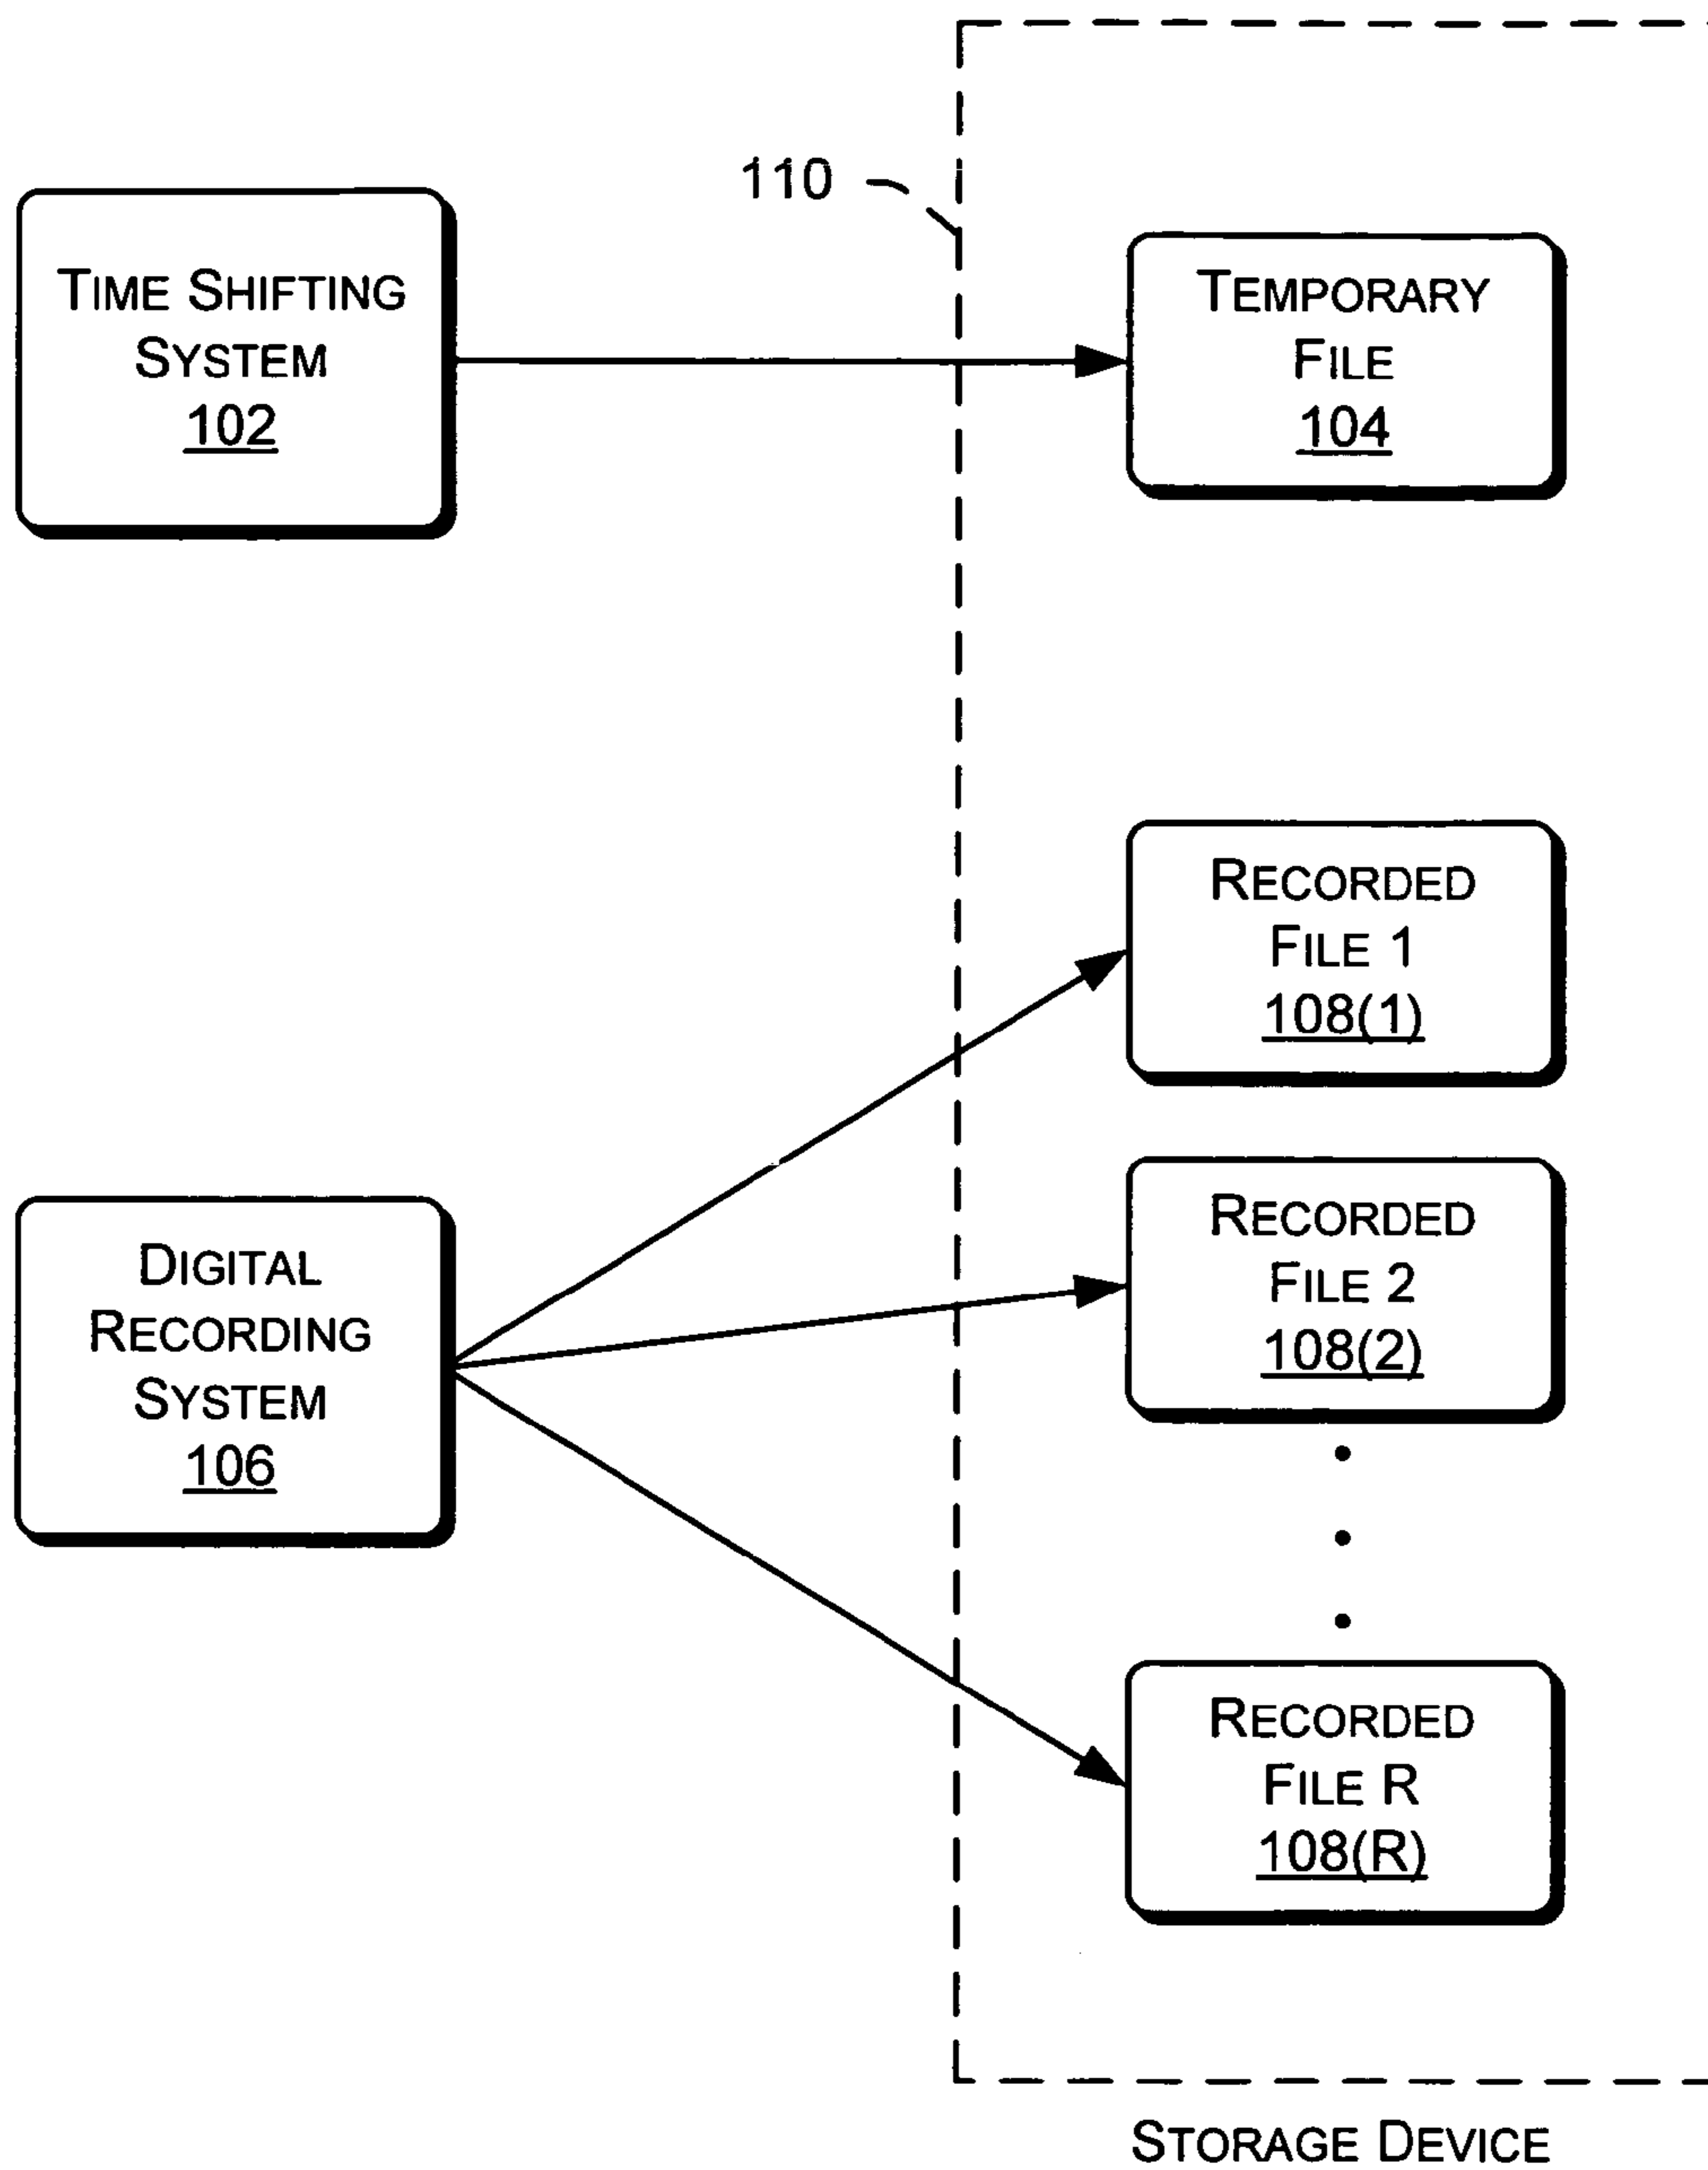 110
TIME SHIFTING
SYSTEM
102
TEMPORARY
FILE
104
RECORDED
FILE 1
108(1)
DIGITAL
RECORDING
SYSTEM
106
RECORDED
FILE 2
108(2)
RECORDED
FILE R
108(R)
STORAGE DEVICE